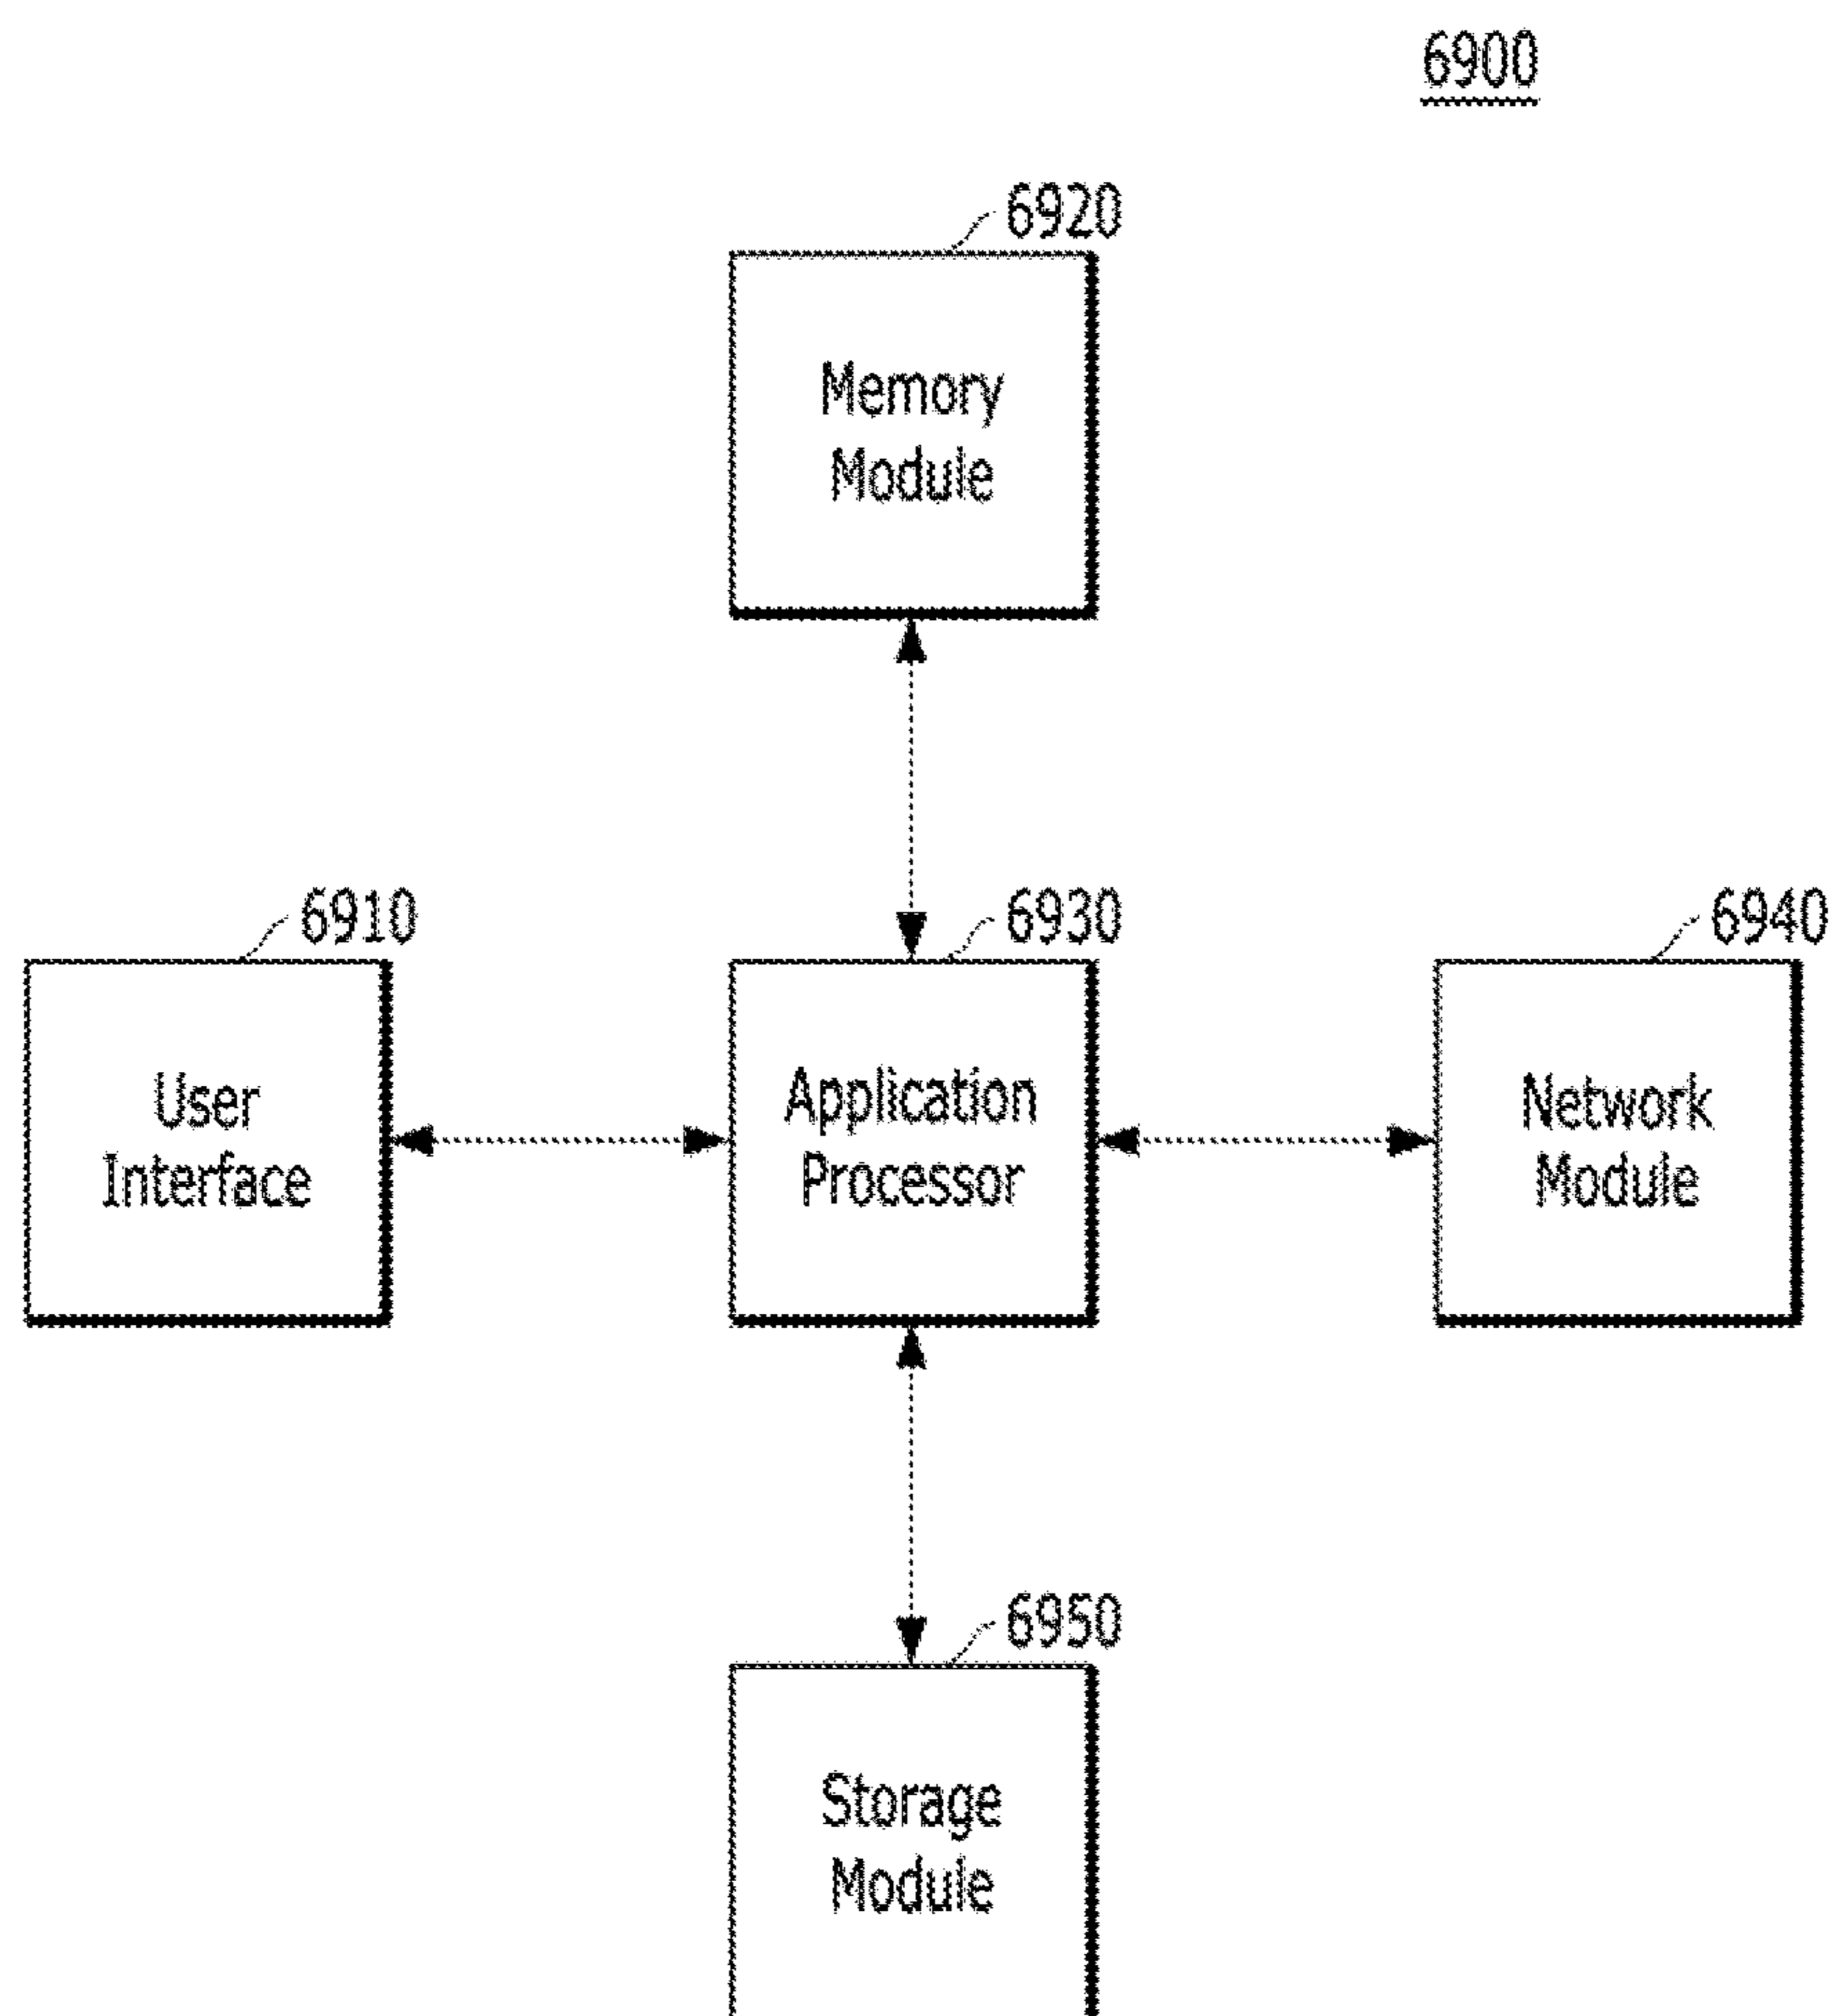 6900
6920
Memory
Module
6910
6930
6940
User
Interface
Application
Processor
Network
Module
6950
Storage
Module